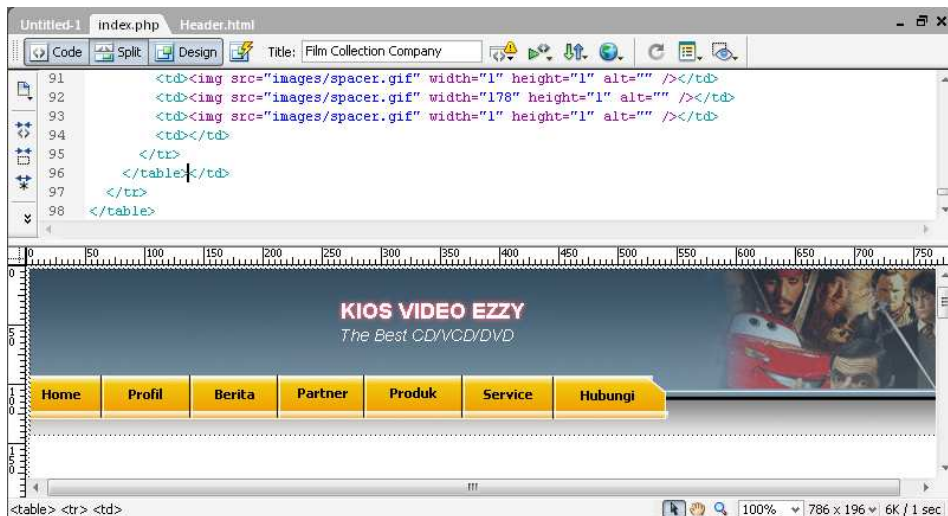 Untitled-1 index.php Header.html
Code Split Design Title: Film Collection Company
91 <td><img src="images/spacer.gif" width="1" height="1" alt="" /></td>
92 <td><img src="images/spacer.gif" width="178" height="1" alt="" /></td>
93 <td><img src="images/spacer.gif" width="1" height="1" alt="" /></td>
94 <td></td>
95 </tr>
96 </table></td>
97 </tr>
98 </table>
0 50 100 150 200 250 300 350 400 450 500 550 600 650 700 750
0
50
100
150
KIOS VIDEO EZZY
The Best CD/VCD/DVD
Home Profil Berita Partner Produk Service Hubungi
<table> <tr> <td> 100% 786 x 196 6K / 1 sec